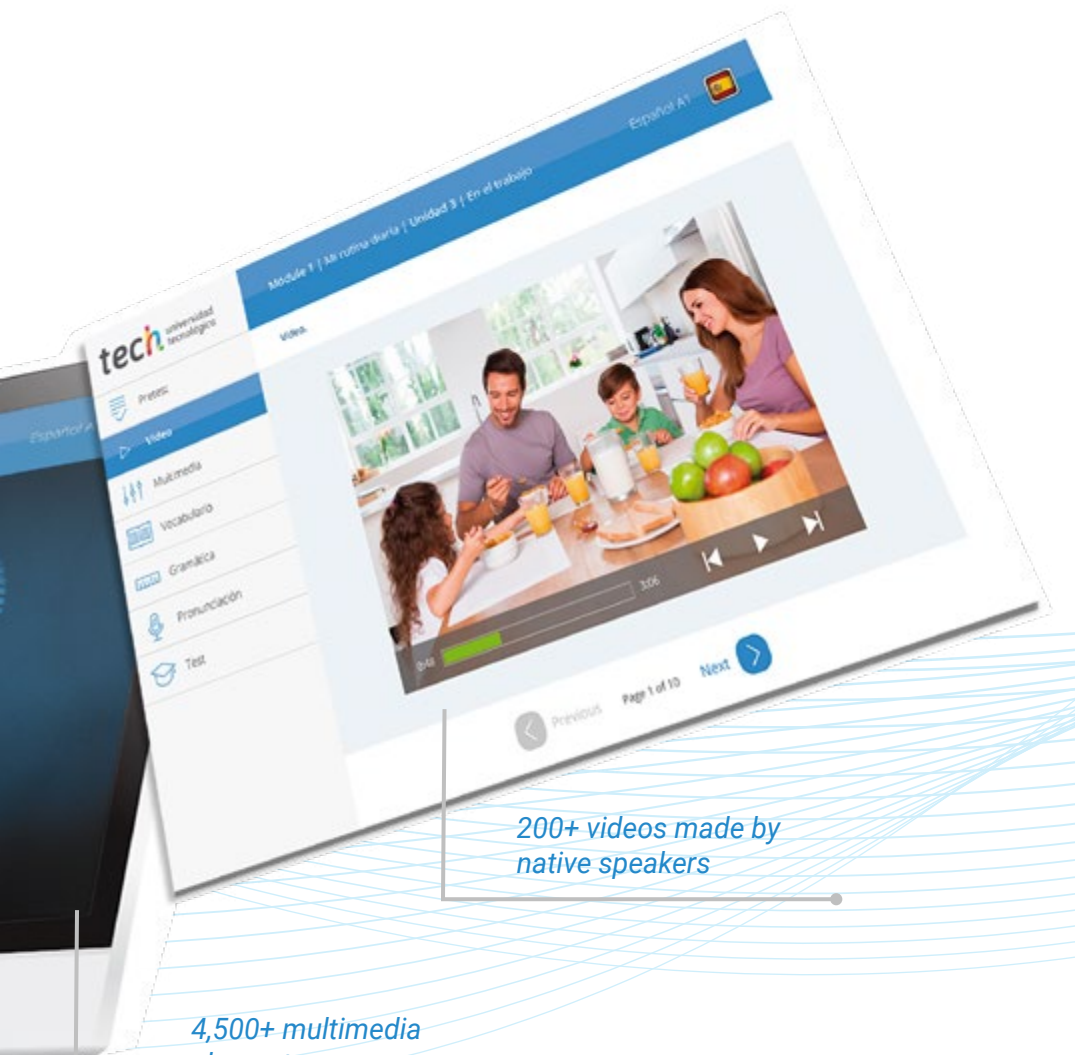 Español A1
Módule 1 | Mi rutina diaria | Unidad 3 | En el trabajo
tech universidad
tecnológica
Video
Pretest
Video
Multimedia
Vocabulario
Gramática
Pronunciación
Test
Español A
0:48
3:06
Previous
Page 1 of 10
Next
200+ videos made by
native speakers
4,500+ multimedia